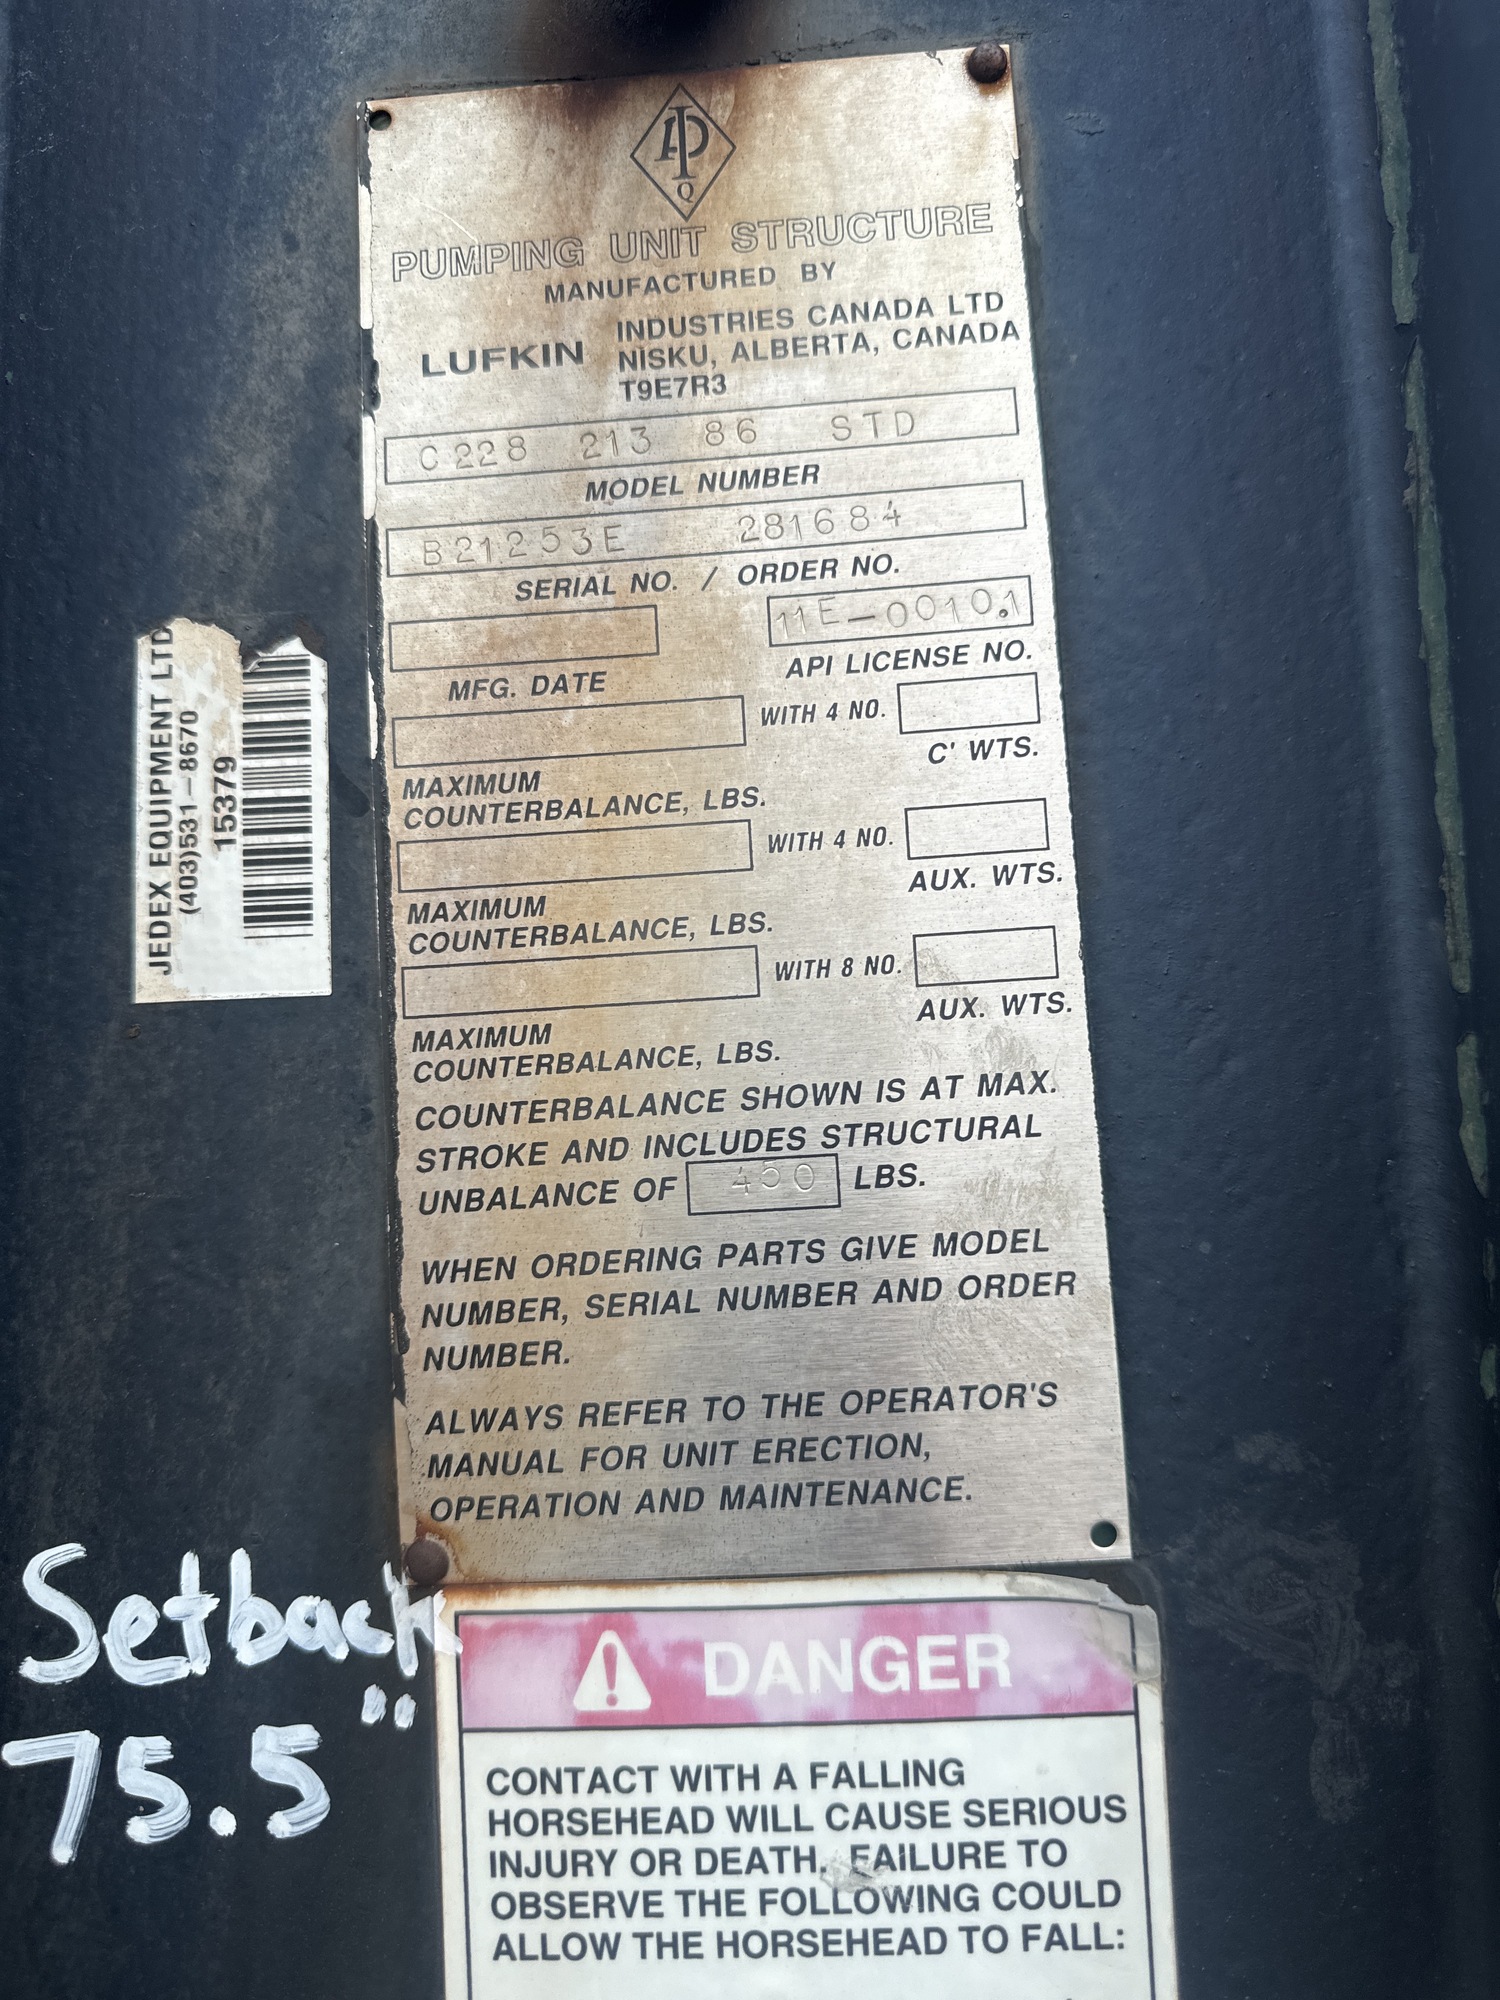 API
Q
PUMPING UNIT STRUCTURE
MANUFACTURED BY
LUFKIN
INDUSTRIES CANADA LTD
NISKU, ALBERTA, CANADA
T9E7R3
C228 213 86 STD
MODEL NUMBER
B21253E 281684
SERIAL NO. / ORDER NO.
11E-0010.1
MFG. DATE
API LICENSE NO.
WITH 4 NO.
C' WTS.
MAXIMUM
COUNTERBALANCE, LBS.
WITH 4 NO.
AUX. WTS.
MAXIMUM
COUNTERBALANCE, LBS.
WITH 8 NO.
AUX. WTS.
MAXIMUM
COUNTERBALANCE, LBS.
COUNTERBALANCE SHOWN IS AT MAX.
STROKE AND INCLUDES STRUCTURAL
UNBALANCE OF 450 LBS.
WHEN ORDERING PARTS GIVE MODEL
NUMBER, SERIAL NUMBER AND ORDER
NUMBER.
ALWAYS REFER TO THE OPERATOR'S
MANUAL FOR UNIT ERECTION,
OPERATION AND MAINTENANCE.
JEDEX EQUIPMENT LTD
(403)531-8670
15379
Setback
75.5"
DANGER
CONTACT WITH A FALLING
HORSEHEAD WILL CAUSE SERIOUS
INJURY OR DEATH. FAILURE TO
OBSERVE THE FOLLOWING COULD
ALLOW THE HORSEHEAD TO FALL: